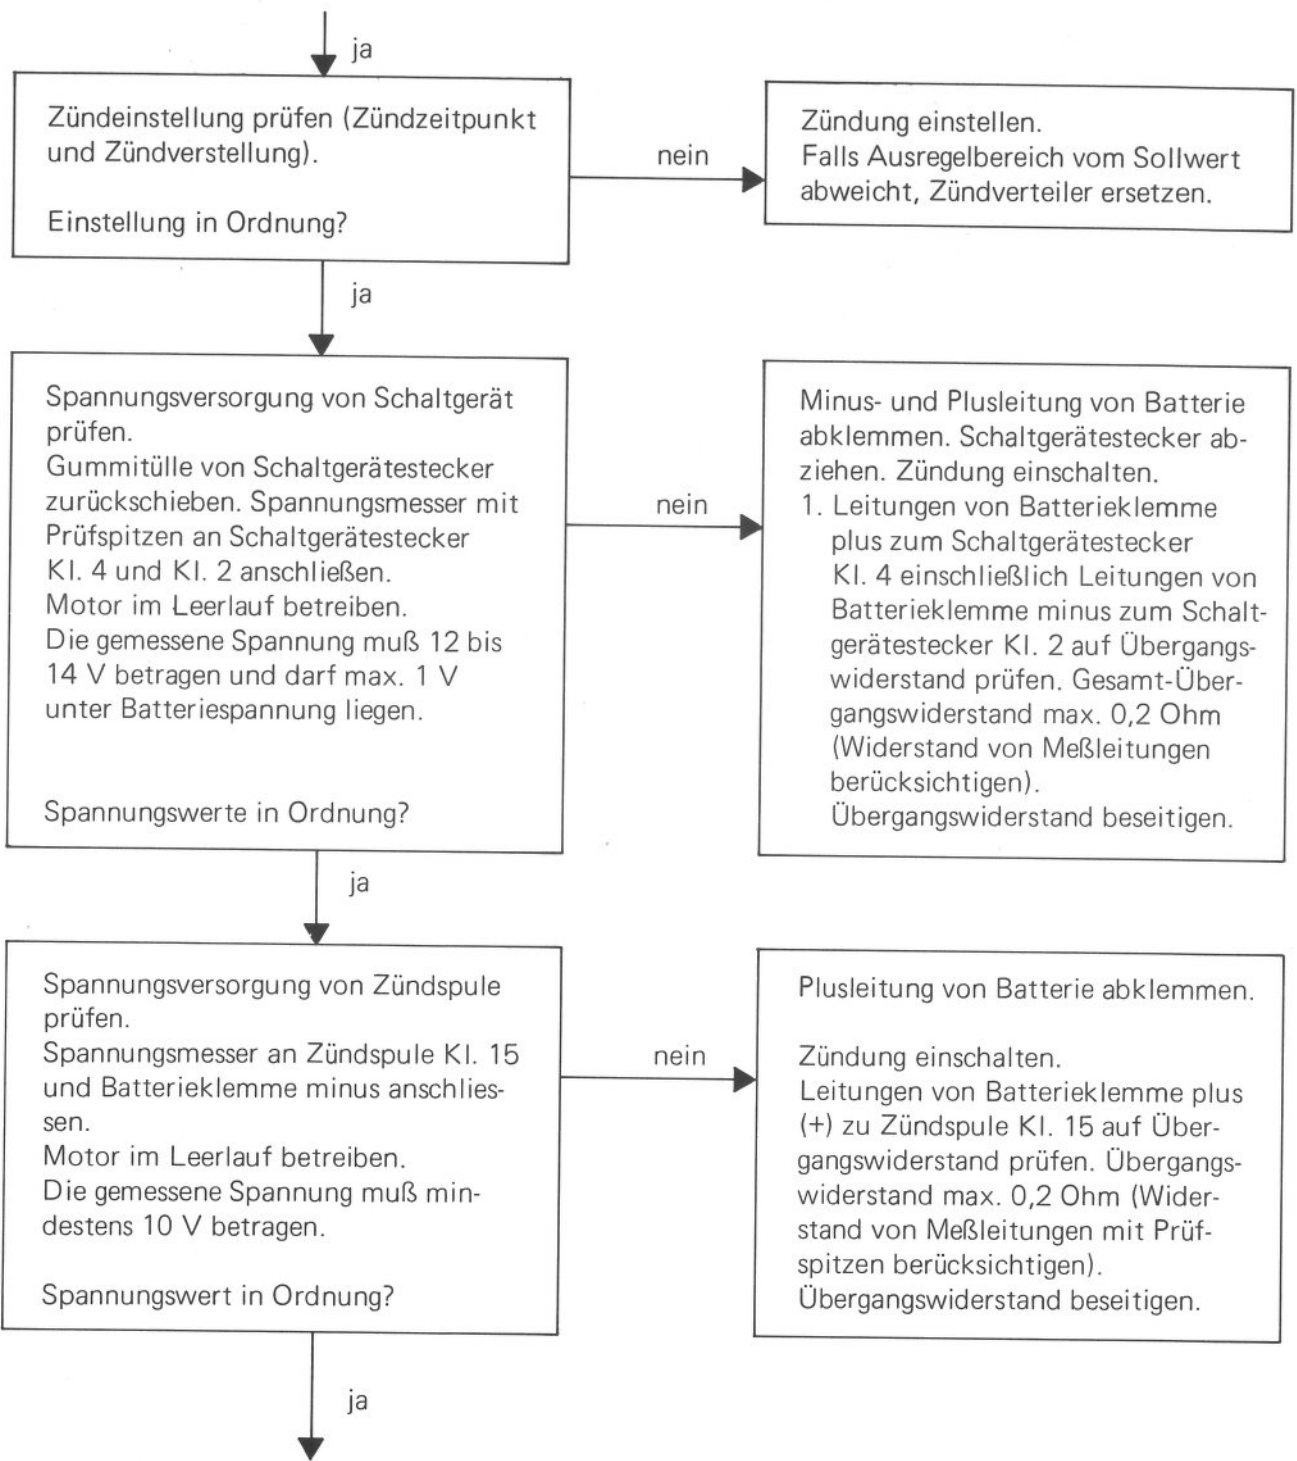 ja
Zündeinstellung prüfen (Zündzeitpunkt
und Zündverstellung).
Einstellung in Ordnung?
nein
Zündung einstellen.
Falls Ausregelbereich vom Sollwert
abweicht, Zündverteiler ersetzen.
ja
Spannungsversorgung von Schaltgerät
prüfen.
Gummitülle von Schaltgerätestecker
zurückschieben. Spannungsmesser mit
Prüfspitzen an Schaltgerätestecker
Kl. 4 und Kl. 2 anschließen.
Motor im Leerlauf betreiben.
Die gemessene Spannung muß 12 bis
14 V betragen und darf max. 1 V
unter Batteriespannung liegen.
Spannungswerte in Ordnung?
nein
Minus- und Plusleitung von Batterie
abklemmen. Schaltgerätestecker ab-
ziehen. Zündung einschalten.
1. Leitungen von Batterieklemme
plus zum Schaltgerätestecker
Kl. 4 einschließlich Leitungen von
Batterieklemme minus zum Schalt-
gerätestecker Kl. 2 auf Übergangs-
widerstand prüfen. Gesamt-Über-
gangswiderstand max. 0,2 Ohm
(Widerstand von Meßleitungen
berücksichtigen).
Übergangswiderstand beseitigen.
ja
Spannungsversorgung von Zündspule
prüfen.
Spannungsmesser an Zündspule Kl. 15
und Batterieklemme minus anschlies-
sen.
Motor im Leerlauf betreiben.
Die gemessene Spannung muß min-
destens 10 V betragen.
Spannungswert in Ordnung?
nein
Plusleitung von Batterie abklemmen.
Zündung einschalten.
Leitungen von Batterieklemme plus
(+) zu Zündspule Kl. 15 auf Über-
gangswiderstand prüfen. Übergangs-
widerstand max. 0,2 Ohm (Wider-
stand von Meßleitungen mit Prüf-
spitzen berücksichtigen).
Übergangswiderstand beseitigen.
ja